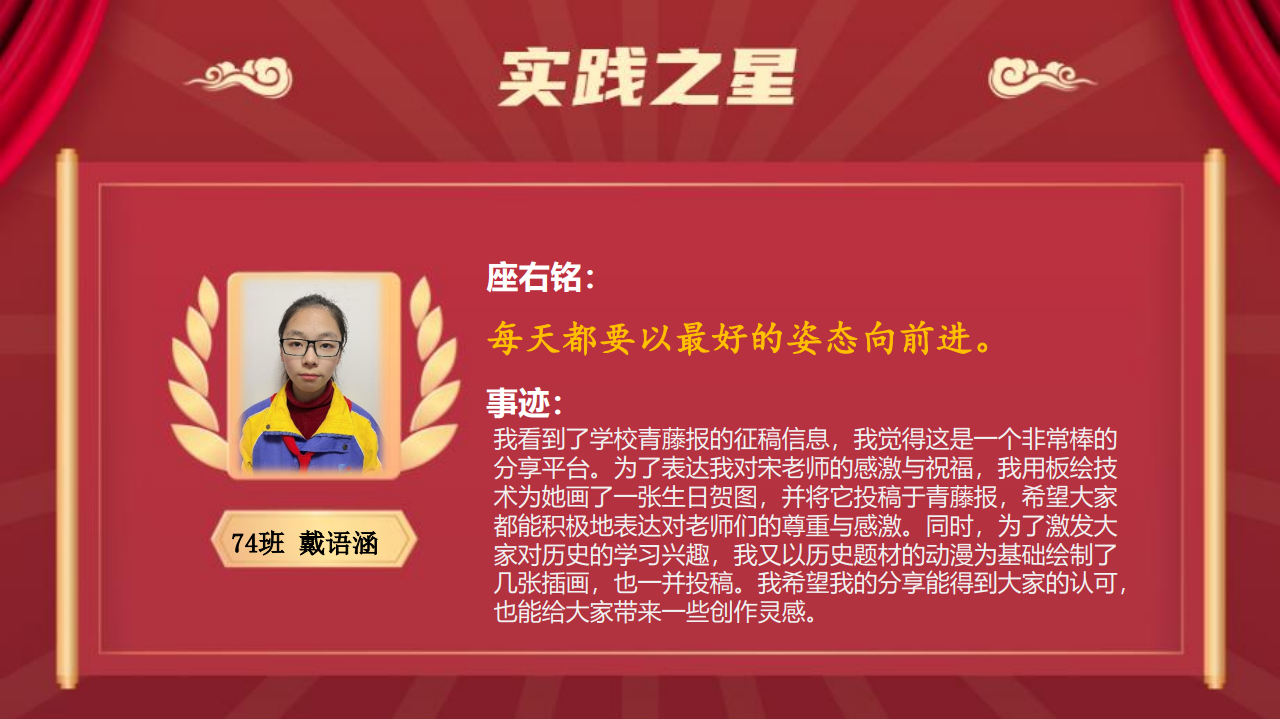 实践之星
座右铭：
每天都要以最好的姿态向前进。
事迹：
我看到了学校青藤报的征稿信息，我觉得这是一个非常棒的
分享平台。为了表达我对宋老师的感激与祝福，我用板绘技
术为她画了一张生日贺图，并将它投稿于青藤报，希望大家
都能积极地表达对老师们的尊重与感激。同时，为了激发大
家对历史的学习兴趣，我又以历史题材的动漫为基础绘制了
几张插画，也一并投稿。我希望我的分享能得到大家的认可，
也能给大家带来一些创作灵感。
74班 戴语涵